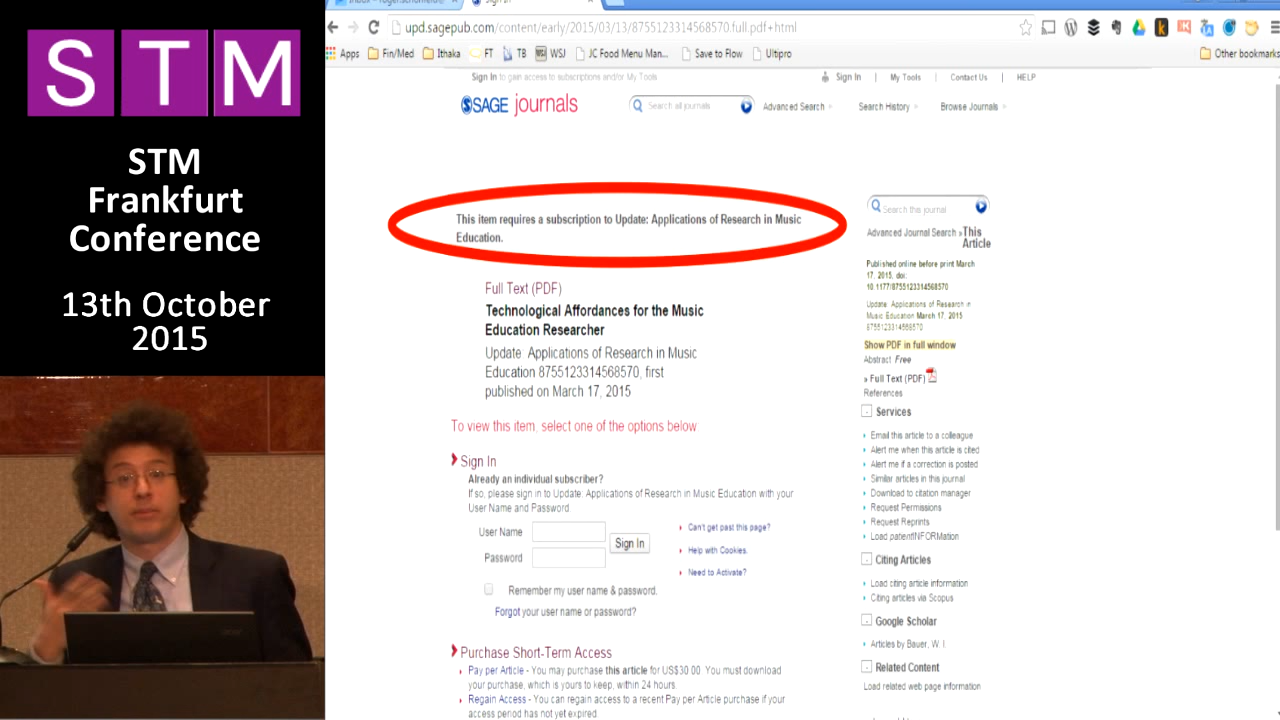 STM
STM
Frankfurt
Conference
13th October
2015
upd.sagepub.com/content/early/2015/03/13/8755123314568570.full.pdf+html
Apps Fin/Med Ithaka FT TB WSJ JC Food Menu Man... Save to Flow Ultipro Other bookmarks
Sign In to gain access to subscriptions and/or My Tools
Sign In | My Tools | Contact Us | HELP
SAGE journals
Search all journals
Advanced Search Search History Browse Journals
This item requires a subscription to Update: Applications of Research in Music
Education.
Full Text (PDF)
Technological Affordances for the Music
Education Researcher
Update Applications of Research in Music
Education 8755123314568570, first
published on March 17, 2015
To view this item, select one of the options below
Sign In
Already an individual subscriber?
If so, please sign in to Update: Applications of Research in Music Education with your
User Name and Password.
User Name
Password
Sign In
Can't get past this page?
Help with Cookies.
Need to Activate?
Remember my user name & password.
Forgot your user name or password?
Purchase Short-Term Access
Pay per Article - You may purchase this article for US$30.00. You must download
your purchase, which is yours to keep, within 24 hours.
Regain Access - You can regain access to a recent Pay per Article purchase if your
access period has not yet expired.
Search this journal
Advanced Journal Search »
This
Article
Published online before print March
17, 2015, doi:
10.1177/8755123314568570
Update: Applications of Research in
Music Education March 17, 2015
8755123314568570
Show PDF in full window
Abstract Free
» Full Text (PDF)
References
Services
Email this article to a colleague
Alert me when this article is cited
Alert me if a correction is posted
Similar articles in this journal
Download to citation manager
Request Permissions
Request Reprints
Load patientINFORMation
Citing Articles
Load citing article information
Citing articles via Scopus
Google Scholar
Articles by Bauer, W. I.
Related Content
Load related web page information
acer